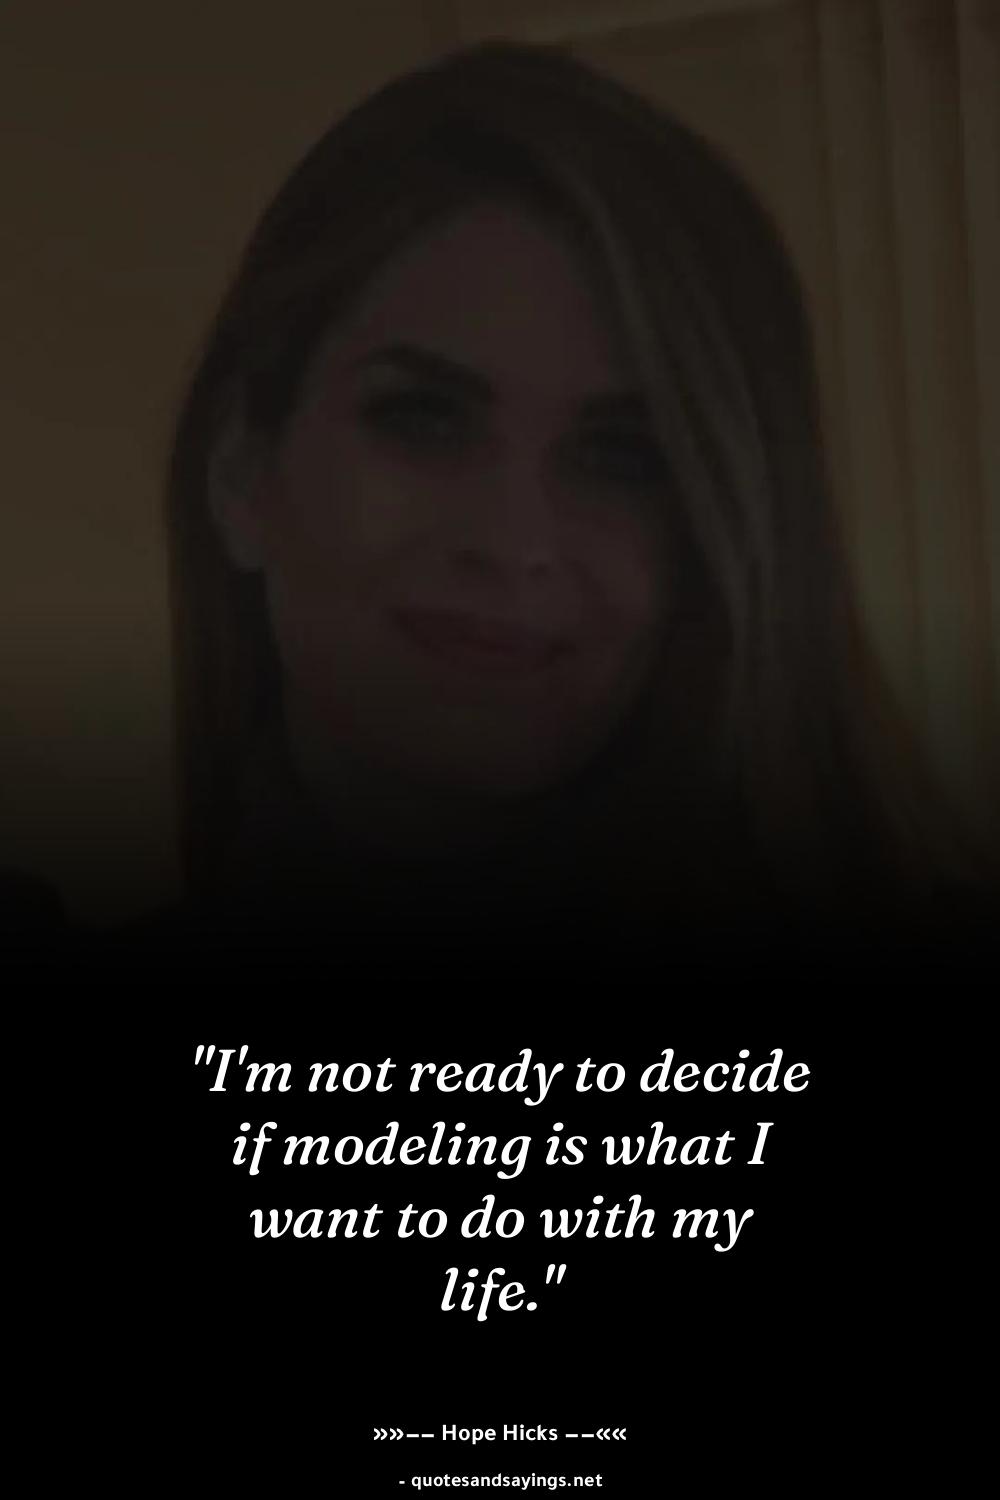 "I'm not ready to decide
if modeling is what I
want to do with my
life."
»»–– Hope Hicks ––««
- quotesandsayings.net